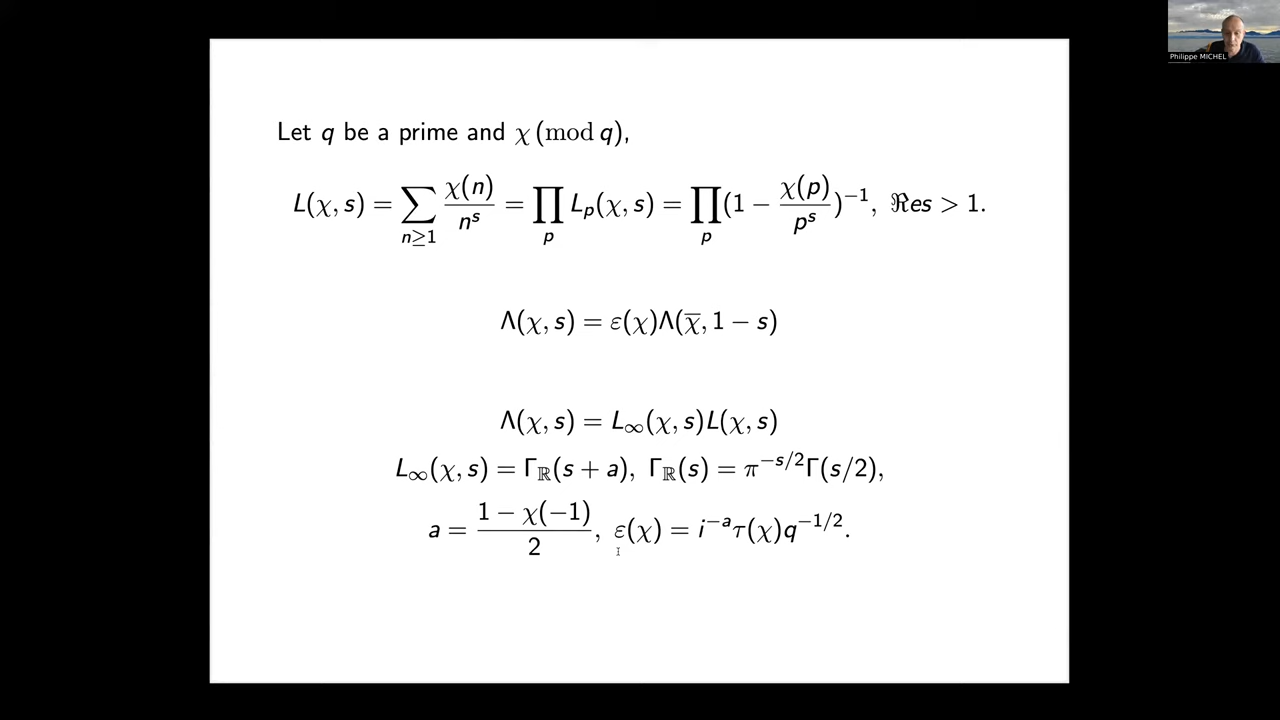 Philippe MICHEL
Let q be a prime and χ (mod q),
L(χ, s) = ∑_{n≥1} χ(n)/n^s = ∏_p L_p(χ, s) = ∏_p (1 − χ(p)/p^s)^{−1}, ℜes > 1.
Λ(χ, s) = ε(χ)Λ(χ̅, 1 − s)
Λ(χ, s) = L_∞(χ, s)L(χ, s)
L_∞(χ, s) = Γ_ℝ(s + a), Γ_ℝ(s) = π^{−s/2}Γ(s/2),
a = (1 − χ(−1))/2, ε(χ) = i^{−a}τ(χ)q^{−1/2}.